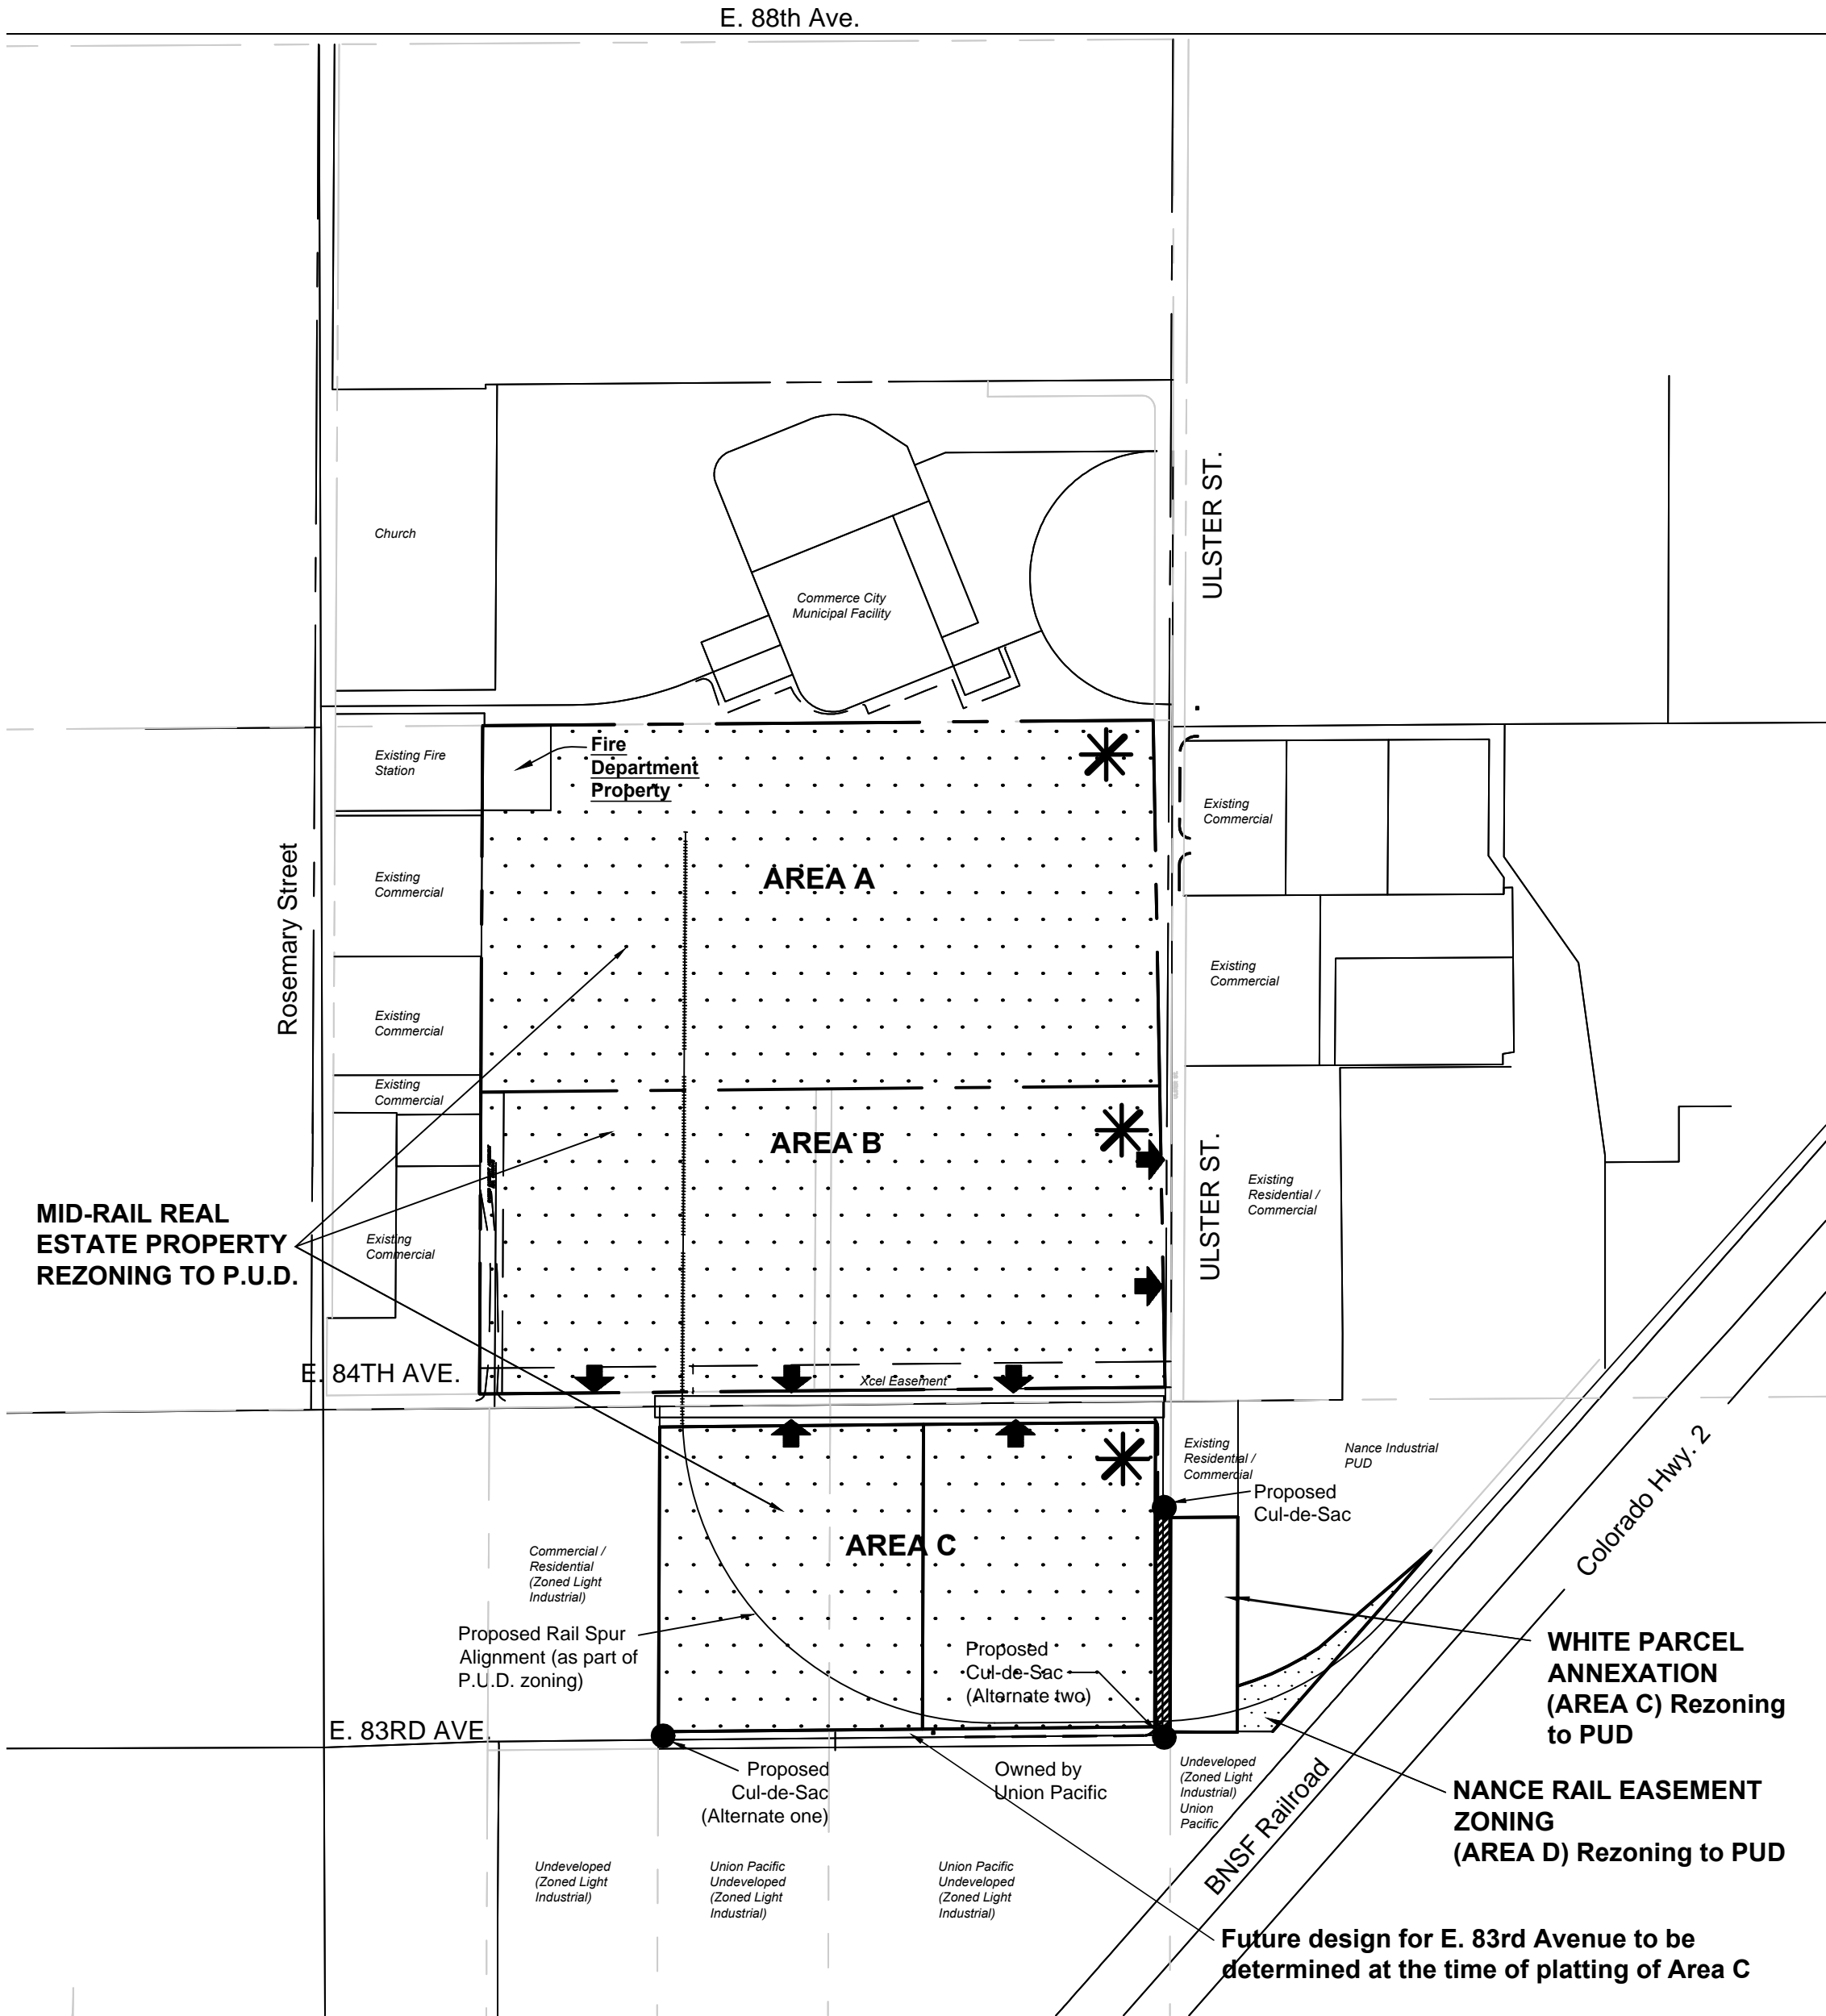 E. 88th Ave.
Church
Commerce City
Municipal Facility
ULSTER ST.
Existing Fire
Station
Fire
Department
Property
Existing
Commercial
Rosemary Street
Existing
Commercial
AREA A
Existing
Commercial
Existing
Commercial
Existing
Commercial
AREA B
ULSTER ST.
Existing
Residential /
Commercial
MID-RAIL REAL
ESTATE PROPERTY
REZONING TO P.U.D.
Existing
Commercial
E. 84TH AVE.
Xcel Easement
Existing
Residential /
Commercial
Nance Industrial
PUD
Colorado Hwy. 2
Proposed
Cul-de-Sac
AREA C
Commercial /
Residential
(Zoned Light
Industrial)
Proposed Rail Spur
Alignment (as part of
P.U.D. zoning)
Proposed
Cul-de-Sac
(Alternate two)
WHITE PARCEL
ANNEXATION
(AREA C) Rezoning
to PUD
E. 83RD AVE.
Proposed
Cul-de-Sac
(Alternate one)
Owned by
Union Pacific
Undeveloped
(Zoned Light
Industrial)
Union
Pacific
BNSF Railroad
NANCE RAIL EASEMENT
ZONING
(AREA D) Rezoning to PUD
Undeveloped
(Zoned Light
Industrial)
Union Pacific
Undeveloped
(Zoned Light
Industrial)
Union Pacific
Undeveloped
(Zoned Light
Industrial)
Future design for E. 83rd Avenue to be
determined at the time of platting of Area C